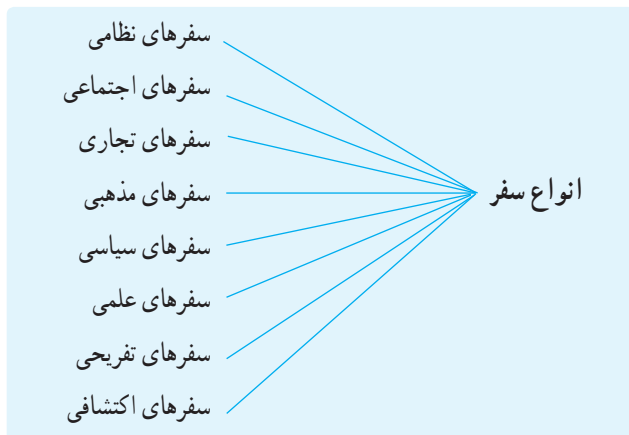 انواع سفر
سفرهای نظامی
سفرهای اجتماعی
سفرهای تجاری
سفرهای مذهبی
سفرهای سیاسی
سفرهای علمی
سفرهای تفریحی
سفرهای اکتشافی